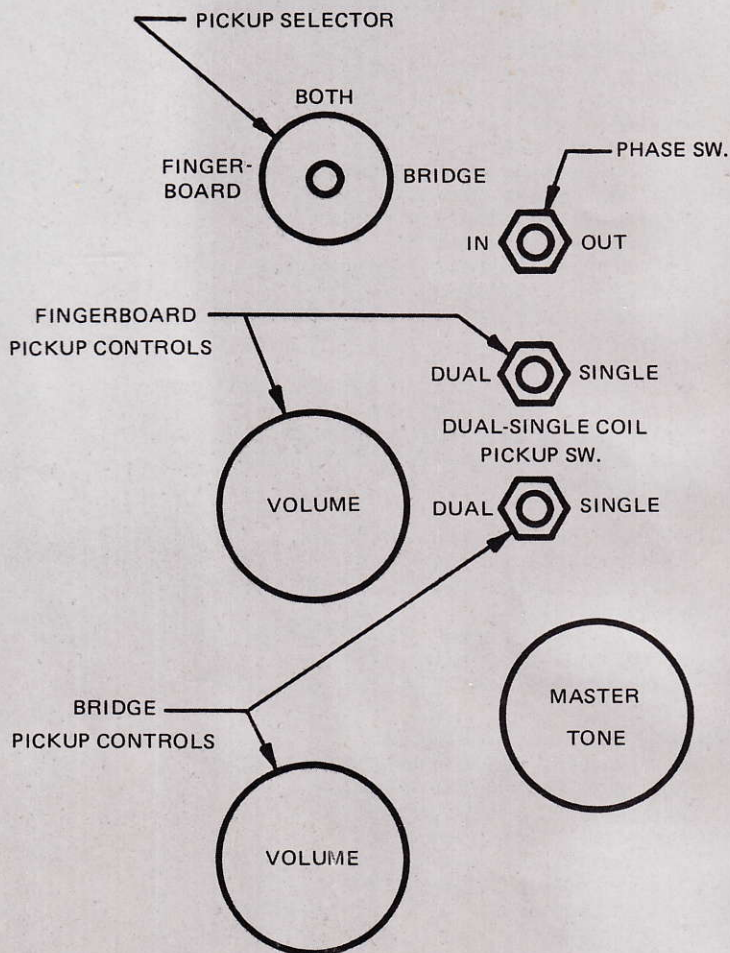 PICKUP SELECTOR
BOTH
FINGER-
BOARD
BRIDGE
PHASE SW.
IN
OUT
FINGERBOARD
PICKUP CONTROLS
DUAL
SINGLE
DUAL-SINGLE COIL
PICKUP SW.
VOLUME
DUAL
SINGLE
MASTER
TONE
BRIDGE
PICKUP CONTROLS
VOLUME